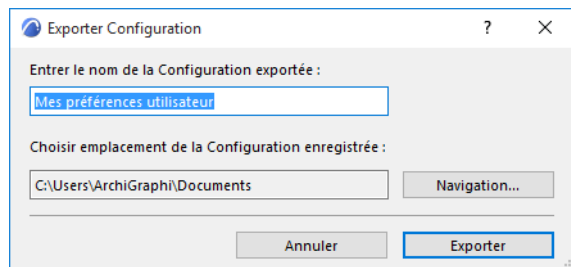 Exporter Configuration
Entrer le nom de la Configuration exportée :
Mes préférences utilisateur
Choisir emplacement de la Configuration enregistrée :
C:\Users\ArchiGraphi\Documents
Navigation...
Annuler
Exporter